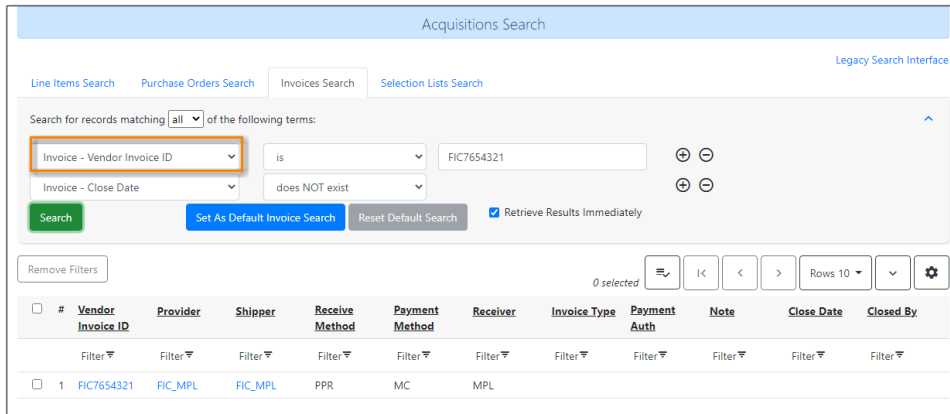 Acquisitions Search
Legacy Search Interface
Line Items Search Purchase Orders Search Invoices Search Selection Lists Search
Search for records matching all of the following terms:
Invoice - Vendor Invoice ID is FIC7654321
Invoice - Close Date does NOT exist
Search Set As Default Invoice Search Reset Default Search Retrieve Results Immediately
Remove Filters 0 selected Rows 10
# Vendor Invoice ID Provider Shipper Receive Method Payment Method Receiver Invoice Type Payment Auth Note Close Date Closed By
Filter Filter Filter Filter Filter Filter Filter Filter Filter Filter Filter
1 FIC7654321 FIC_MPL FIC_MPL PPR MC MPL